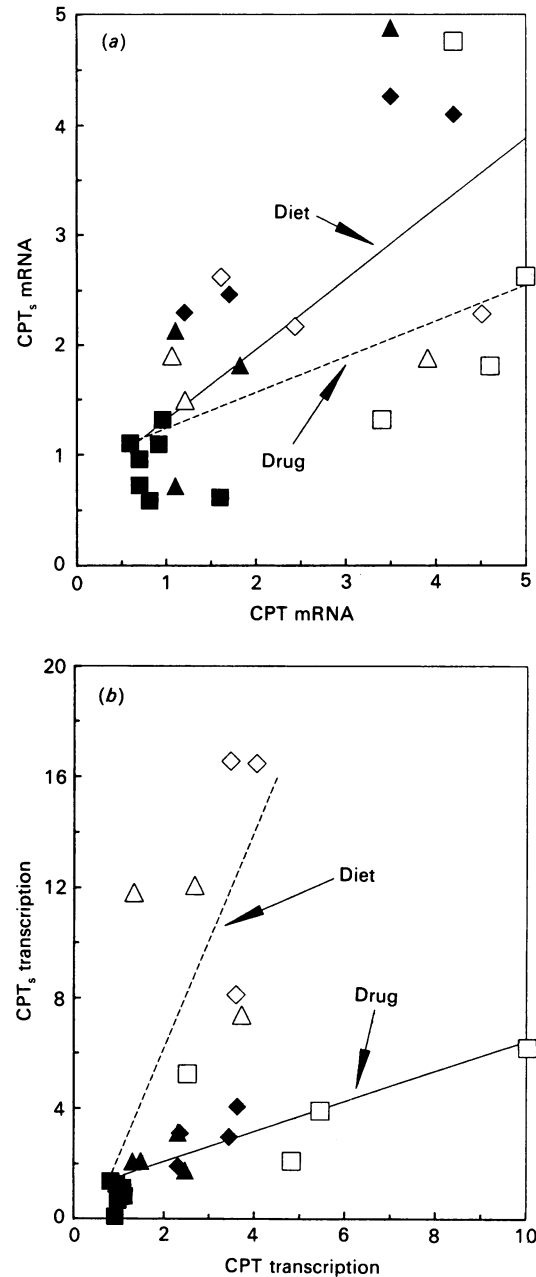 (a)
5
4
3
2
1
0
CPTs mRNA
Diet
Drug
0 1 2 3 4 5
CPT mRNA
(b)
20
16
12
8
4
0
CPTs transcription
Diet
Drug
0 2 4 6 8 10
CPT transcription